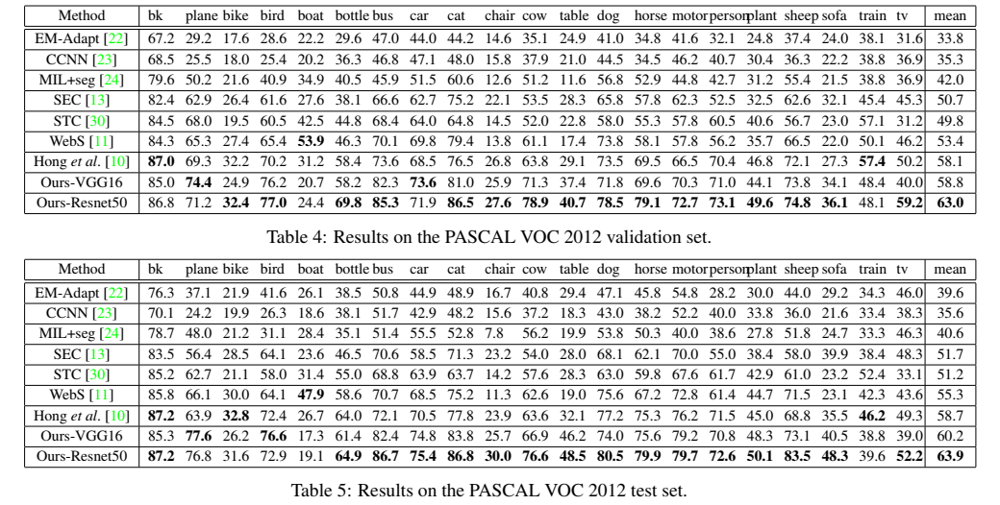 Method bk plane bike bird boat bottle bus car cat chair cow table dog horse motor person plant sheep sofa train tv mean
EM-Adapt [22] 67.2 29.2 17.6 28.6 22.2 29.6 47.0 44.0 44.2 14.6 35.1 24.9 41.0 34.8 41.6 32.1 24.8 37.4 24.0 38.1 31.6 33.8
CCNN [23] 68.5 25.5 18.0 25.4 20.2 36.3 46.8 47.1 48.0 15.8 37.9 21.0 44.5 34.5 46.2 40.7 30.4 36.3 22.2 38.8 36.9 35.3
MIL+seg [24] 79.6 50.2 21.6 40.9 34.9 40.5 45.9 51.5 60.6 12.6 51.2 11.6 56.8 52.9 44.8 42.7 31.2 55.4 21.5 38.8 36.9 42.0
SEC [13] 82.4 62.9 26.4 61.6 27.6 38.1 66.6 62.7 75.2 22.1 53.5 28.3 65.8 57.8 62.3 52.5 32.5 62.6 32.1 45.4 45.3 50.7
STC [30] 84.5 68.0 19.5 60.5 42.5 44.8 68.4 64.0 64.8 14.5 52.0 22.8 58.0 55.3 57.8 60.5 40.6 56.7 23.0 57.1 31.2 49.8
WebS [11] 84.3 65.3 27.4 65.4 53.9 46.3 70.1 69.8 79.4 13.8 61.1 17.4 73.8 58.1 57.8 56.2 35.7 66.5 22.0 50.1 46.2 53.4
Hong et al. [10] 87.0 69.3 32.2 70.2 31.2 58.4 73.6 68.5 76.5 26.8 63.8 29.1 73.5 69.5 66.5 70.4 46.8 72.1 27.3 57.4 50.2 58.1
Ours-VGG16 85.0 74.4 24.9 76.2 20.7 58.2 82.3 73.6 81.0 25.9 71.3 37.4 71.8 69.6 70.3 71.0 44.1 73.8 34.1 48.4 40.0 58.8
Ours-Resnet50 86.8 71.2 32.4 77.0 24.4 69.8 85.3 71.9 86.5 27.6 78.9 40.7 78.5 79.1 72.7 73.1 49.6 74.8 36.1 48.1 59.2 63.0
Table 4: Results on the PASCAL VOC 2012 validation set.
Method bk plane bike bird boat bottle bus car cat chair cow table dog horse motor person plant sheep sofa train tv mean
EM-Adapt [22] 76.3 37.1 21.9 41.6 26.1 38.5 50.8 44.9 48.9 16.7 40.8 29.4 47.1 45.8 54.8 28.2 30.0 44.0 29.2 34.3 46.0 39.6
CCNN [23] 70.1 24.2 19.9 26.3 18.6 38.1 51.7 42.9 48.2 15.6 37.2 18.3 43.0 38.2 52.2 40.0 33.8 36.0 21.6 33.4 38.3 35.6
MIL+seg [24] 78.7 48.0 21.2 31.1 28.4 35.1 51.4 55.5 52.8 7.8 56.2 19.9 53.8 50.3 40.0 38.6 27.8 51.8 24.7 33.3 46.3 40.6
SEC [13] 83.5 56.4 28.5 64.1 23.6 46.5 70.6 58.5 71.3 23.2 54.0 28.0 68.1 62.1 70.0 55.0 38.4 58.0 39.9 38.4 48.3 51.7
STC [30] 85.2 62.7 21.1 58.0 31.4 55.0 68.8 63.9 63.7 14.2 57.6 28.3 63.0 59.8 67.6 61.7 42.9 61.0 23.2 52.4 33.1 51.2
WebS [11] 85.8 66.1 30.0 64.1 47.9 58.6 70.7 68.5 75.2 11.3 62.6 19.0 75.6 67.2 72.8 61.4 44.7 71.5 23.1 42.3 43.6 55.3
Hong et al. [10] 87.2 63.9 32.8 72.4 26.7 64.0 72.1 70.5 77.8 23.9 63.6 32.1 77.2 75.3 76.2 71.5 45.0 68.8 35.5 46.2 49.3 58.7
Ours-VGG16 85.3 77.6 26.2 76.6 17.3 61.4 82.4 74.8 83.8 25.7 66.9 46.2 74.0 75.6 79.2 70.8 48.3 73.1 40.5 38.8 39.0 60.2
Ours-Resnet50 87.2 76.8 31.6 72.9 19.1 64.9 86.7 75.4 86.8 30.0 76.6 48.5 80.5 79.9 79.7 72.6 50.1 83.5 48.3 39.6 52.2 63.9
Table 5: Results on the PASCAL VOC 2012 test set.